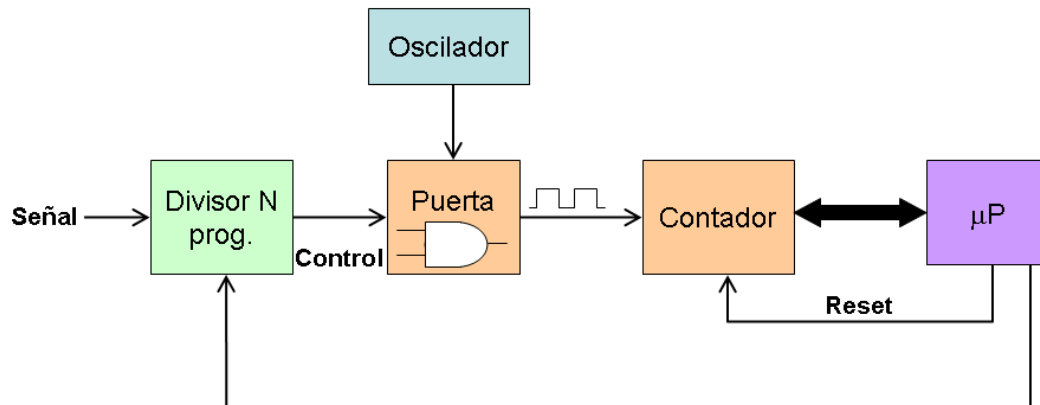 Oscilador
Señal
Divisor N
prog.
Control
Puerta
Contador
μP
Reset